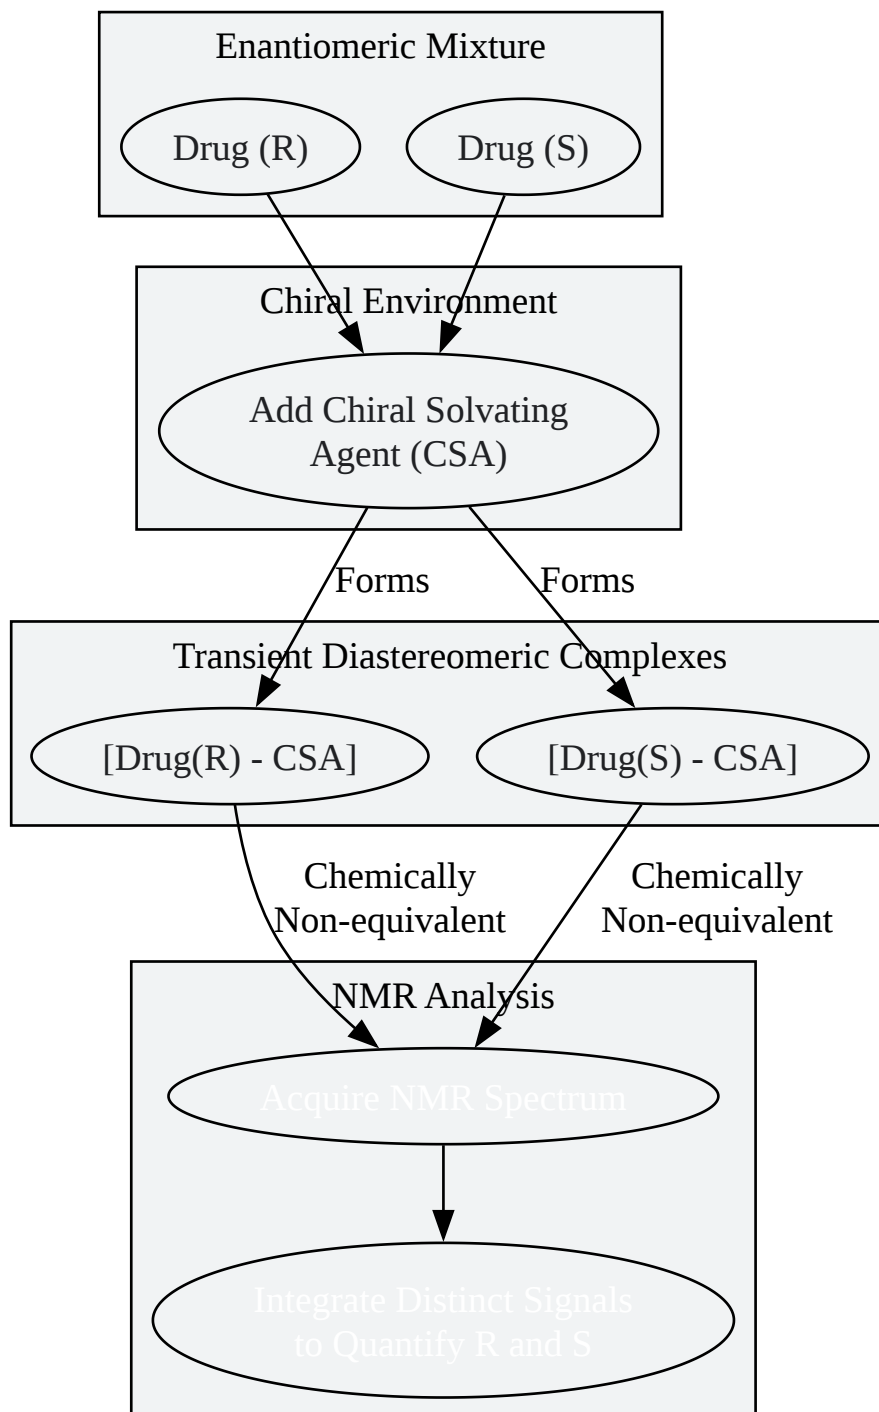 Enantiomeric Mixture
Drug (R)
Drug (S)
Chiral Environment
Add Chiral Solvating
Agent (CSA)
Forms
Forms
Transient Diastereomeric Complexes
[Drug(R) - CSA]
[Drug(S) - CSA]
Chemically
Non-equivalent
Chemically
Non-equivalent
NMR Analysis
Acquire NMR Spectrum
Integrate Distinct Signals
to Quantify R and S